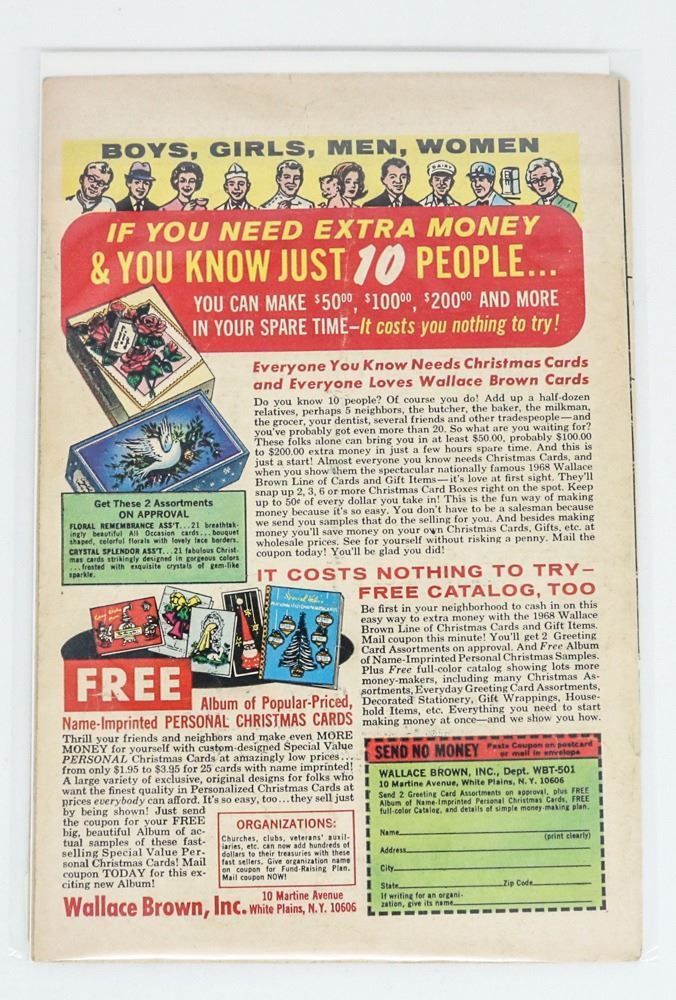 BOYS, GIRLS, MEN, WOMEN
DAIRY
IF YOU NEED EXTRA MONEY
& YOU KNOW JUST 10 PEOPLE...
YOU CAN MAKE $50⁰⁰, $100⁰⁰, $200⁰⁰ AND MORE
IN YOUR SPARE TIME—It costs you nothing to try!
Everyone You Know Needs Christmas Cards
and Everyone Loves Wallace Brown Cards
Do you know 10 people? Of course you do! Add up a half-dozen
relatives, perhaps 5 neighbors, the butcher, the baker, the milkman,
the grocer, your dentist, several friends and other tradespeople—and
you've probably got even more than 20. So what are you waiting for?
These folks alone can bring you in at least $50.00, probably $100.00
to $200.00 extra money in just a few hours spare time. And this is
just a start! Almost everyone you know needs Christmas Cards, and
when you show them the spectacular nationally famous 1968 Wallace
Brown Line of Cards and Gift Items—it's love at first sight. They'll
snap up 2, 3, 6 or more Christmas Card Boxes right on the spot. Keep
up to 50¢ of every dollar you take in! This is the fun way of making
money because it's so easy. You don't have to be a salesman because
we send you samples that do the selling for you. And besides making
money you'll save money on your own Christmas Cards, Gifts, etc. at
wholesale prices. See for yourself without risking a penny. Mail the
coupon today! You'll be glad you did!
Get These 2 Assortments
ON APPROVAL
FLORAL REMEMBRANCE ASS'T...21 breathtak-
ingly beautiful All Occasion cards...bouquet
shaped, colorful florals with lovely lace borders.
CRYSTAL SPLENDOR ASS'T...21 fabulous Christ-
mas cards strikingly designed in gorgeous colors
...frosted with exquisite crystals of gem-like
sparkle.
IT COSTS NOTHING TO TRY—
FREE CATALOG, TOO
Be first in your neighborhood to cash in on this
easy way to extra money with the 1968 Wallace
Brown Line of Christmas Cards and Gift Items.
Mail coupon this minute! You'll get 2 Greeting
Card Assortments on approval. And Free Album
of Name-Imprinted Personal Christmas Samples.
Plus Free full-color catalog showing lots more
money-makers, including many Christmas As-
sortments, Everyday Greeting Card Assortments,
Decorated Stationery, Gift Wrappings, House-
hold Items, etc. Everything you need to start
making money at once—and we show you how.
FREE
Album of Popular-Priced,
Name-Imprinted PERSONAL CHRISTMAS CARDS
Thrill your friends and neighbors and make even MORE
MONEY for yourself with custom-designed Special Value
PERSONAL Christmas Cards at amazingly low prices...
from only $1.95 to $3.95 for 25 cards with name imprinted!
A large variety of exclusive, original designs for folks who
want the finest quality in Personalized Christmas Cards at
prices everybody can afford. It's so easy, too...they sell just
by being shown! Just send
the coupon for your FREE
big, beautiful Album of ac-
tual samples of these fast-
selling Special Value Per-
sonal Christmas Cards! Mail
coupon TODAY for this ex-
citing new Album!
ORGANIZATIONS:
Churches, clubs, veterans' auxil-
iaries, etc. can now add hundreds of
dollars to their treasuries with these
fast sellers. Give organization name
on coupon for Fund-Raising Plan.
Mail coupon NOW!
Wallace Brown, Inc. 10 Martine Avenue
White Plains, N.Y. 10606
SEND NO MONEY Paste Coupon on postcard
or mail in envelope
WALLACE BROWN, INC., Dept. WBT-501
10 Martine Avenue, White Plains, N. Y. 10606
Send 2 Greeting Card Assortments on approval, plus FREE
Album of Name-Imprinted Personal Christmas Cards, FREE
full-color Catalog, and details of simple money-making plan.
Name
(print clearly)
Address
City
State Zip Code
If writing for an organi-
zation, give its name